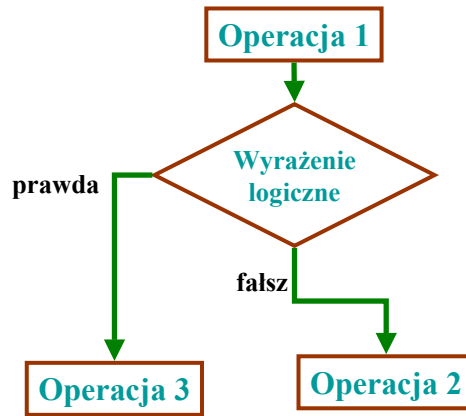 Operacja 1
Wyrażenie
logiczne
prawda
fałsz
Operacja 3
Operacja 2